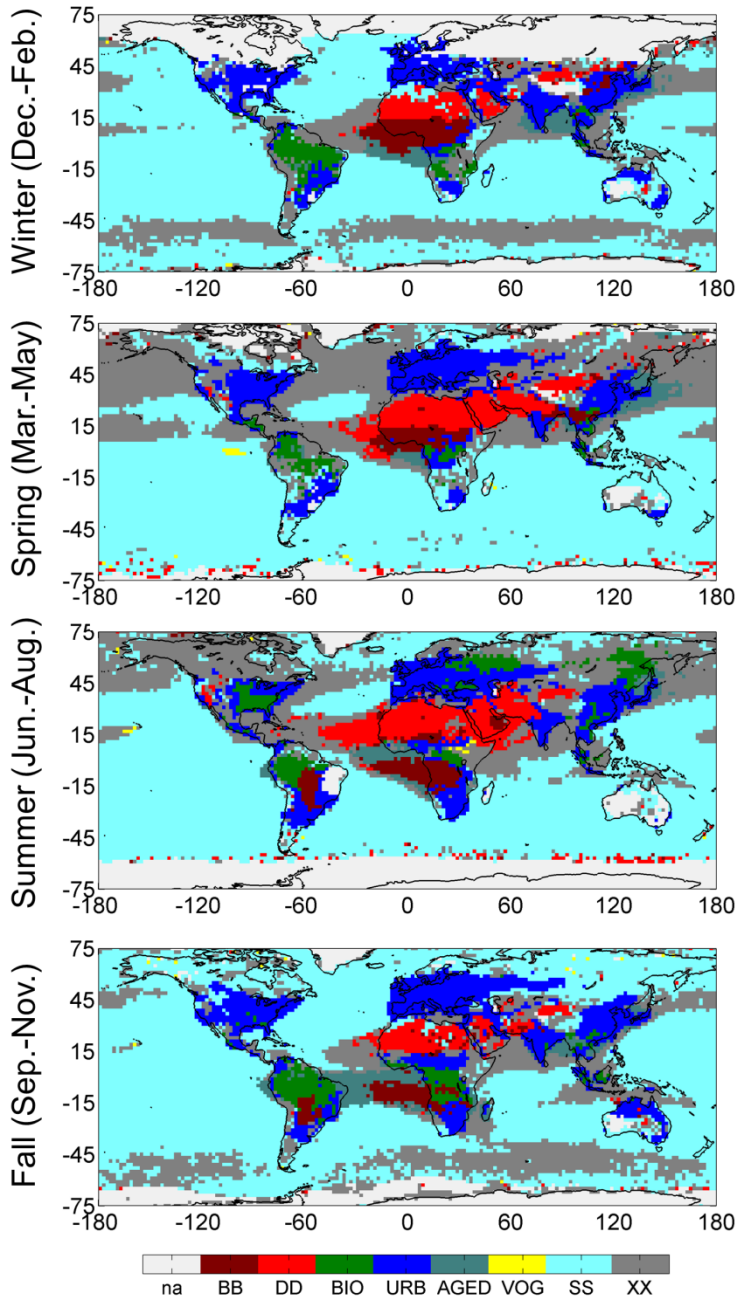 75
45
15
-15
-45
-75
-180 -120 -60 0 60 120 180
Winter (Dec.-Feb.)
75
45
15
-15
-45
-75
-180 -120 -60 0 60 120 180
Spring (Mar.-May)
75
45
15
-15
-45
-75
-180 -120 -60 0 60 120 180
Summer (Jun.-Aug.)
75
45
15
-15
-45
-75
-180 -120 -60 0 60 120 180
Fall (Sep.-Nov.)
na BB DD BIO URB AGED VOG SS XX